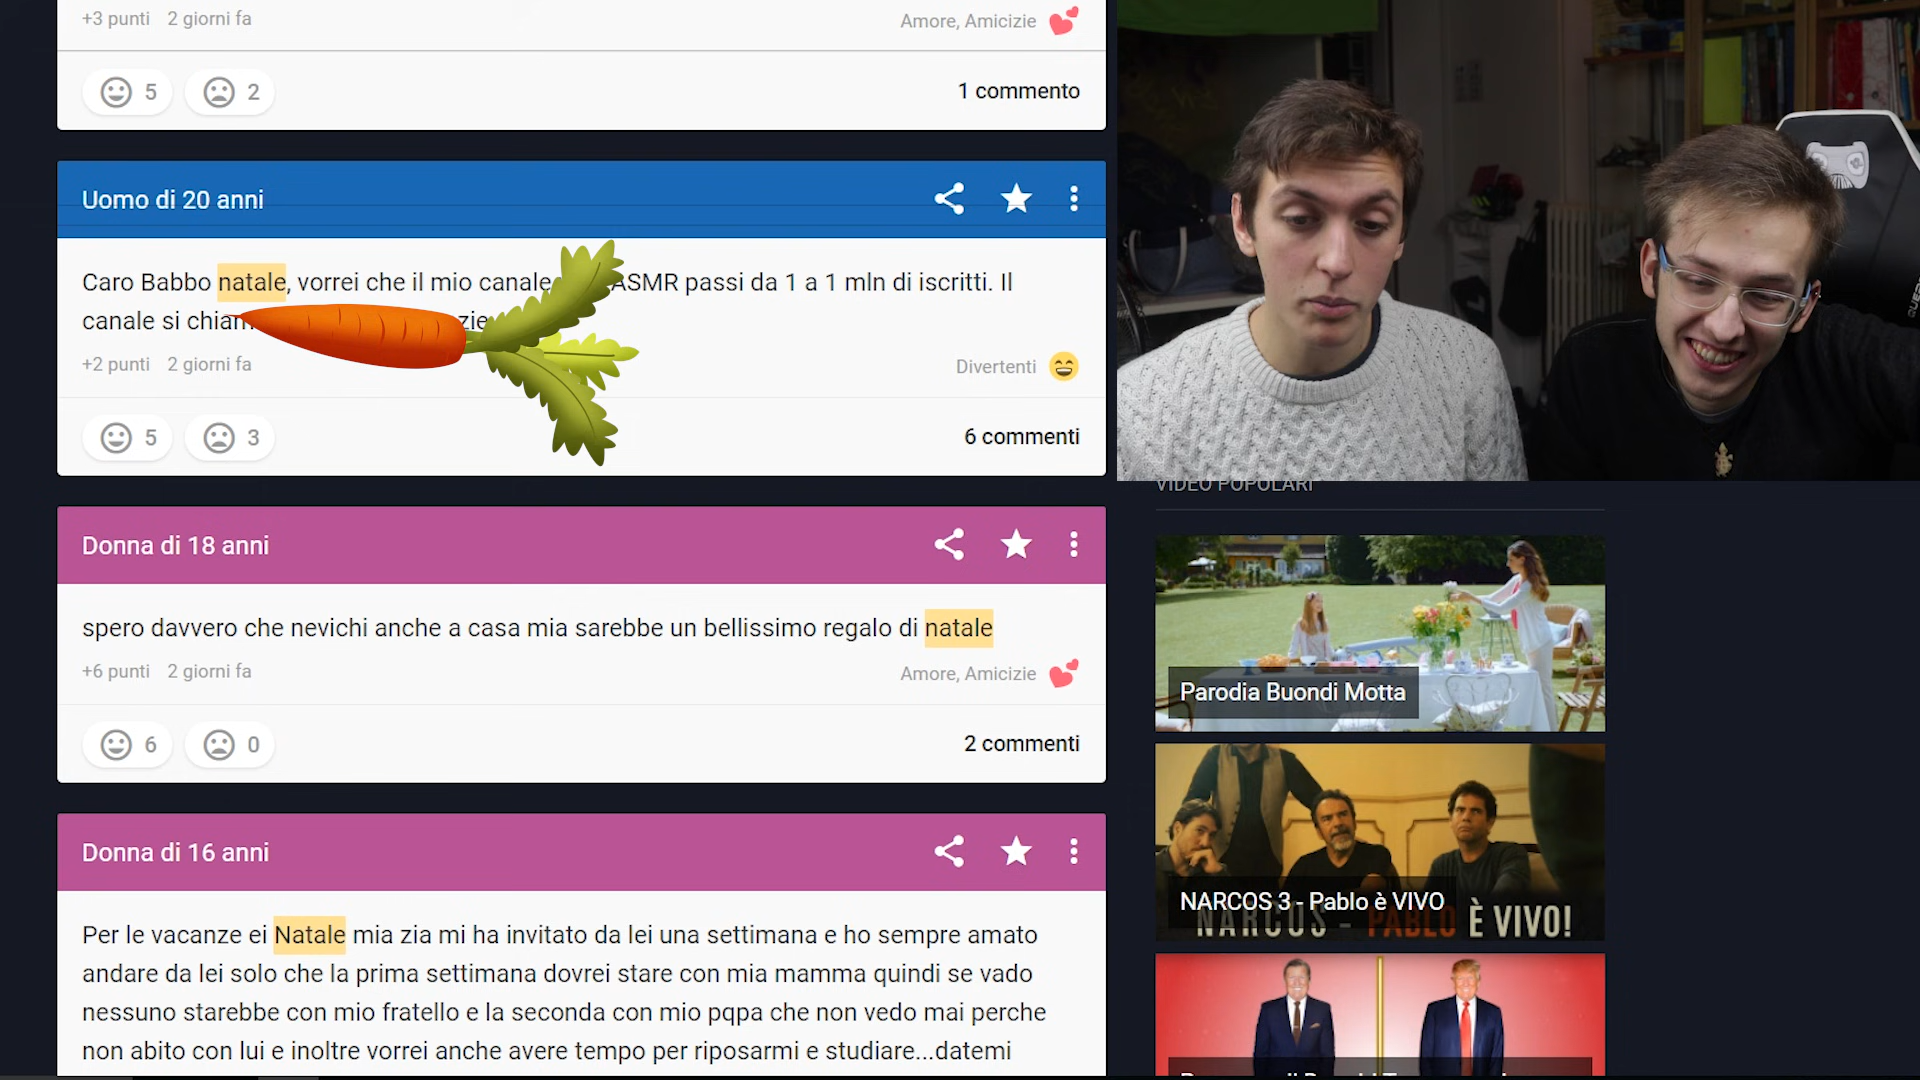 +3 punti 2 giorni fa
Amore, Amicizie
5 2
1 commento
Uomo di 20 anni
Caro Babbo natale, vorrei che il mio canale ASMR passi da 1 a 1 mln di iscritti. Il
canale si
+2 punti 2 giorni fa
Divertenti
5 3
6 commenti
Donna di 18 anni
spero davvero che nevichi anche a casa mia sarebbe un bellissimo regalo di natale
+6 punti 2 giorni fa
Amore, Amicizie
6 0
2 commenti
Donna di 16 anni
Per le vacanze ei Natale mia zia mi ha invitato da lei una settimana e ho sempre amato
andare da lei solo che la prima settimana dovrei stare con mia mamma quindi se vado
nessuno starebbe con mio fratello e la seconda con mio pqpa che non vedo mai perche
non abito con lui e inoltre vorrei anche avere tempo per riposarmi e studiare...datemi
VIDEO POPOLARI
Parodia Buondi Motta
NARCOS 3 - Pablo è VIVO
NARCOS - PABLO È VIVO!